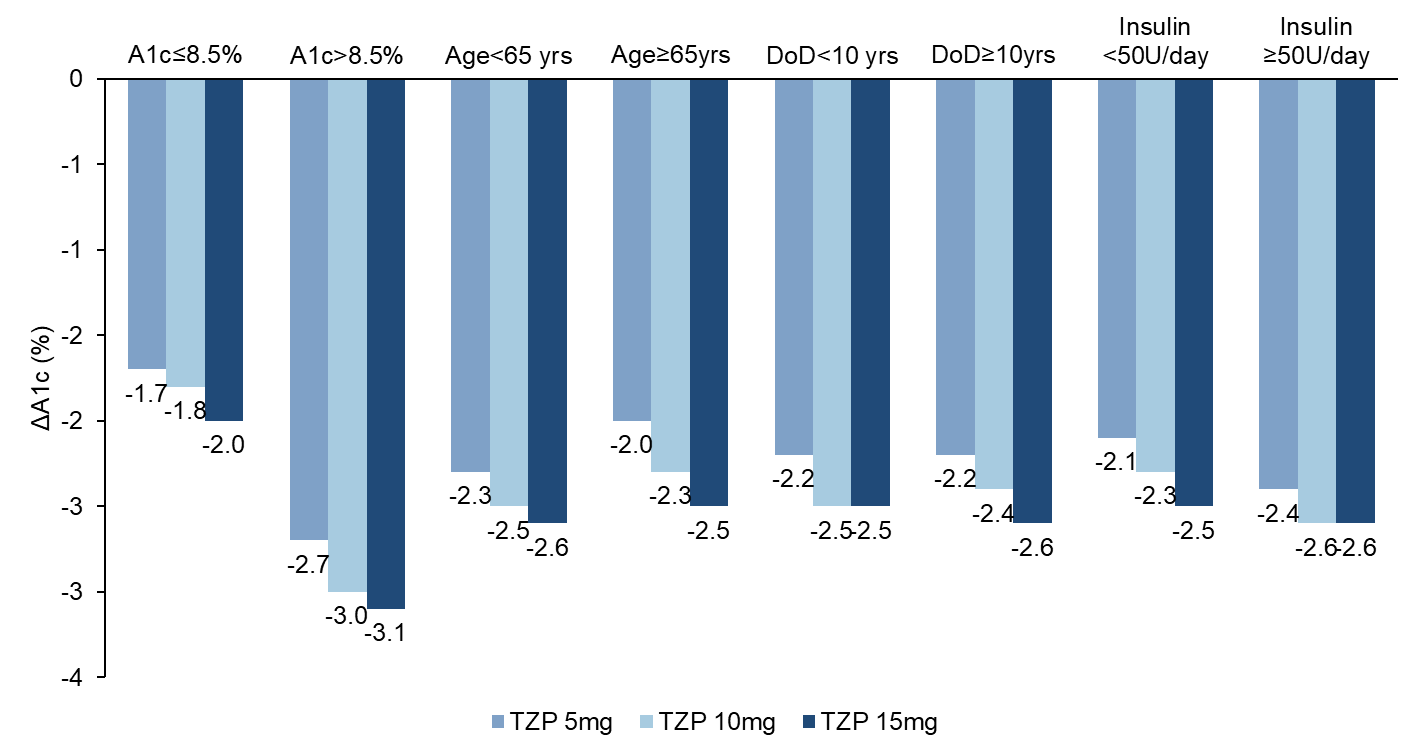 Insulin
Insulin
A1c≤8.5%
A1c>8.5%
Age<65 yrs
Age≥65yrs
DoD<10 yrs
DoD≥10yrs
<50U/day
≥50U/day
0
-1
-1
-2
-2
-3
-3
-4
ΔA1c (%)
-1.7
-1.8
-2.0
-2.7
-3.0
-3.1
-2.3
-2.5
-2.6
-2.0
-2.3
-2.5
-2.2
-2.5
-2.5
-2.2
-2.4
-2.6
-2.1
-2.3
-2.5
-2.4
-2.6
-2.6
TZP 5mg
TZP 10mg
TZP 15mg